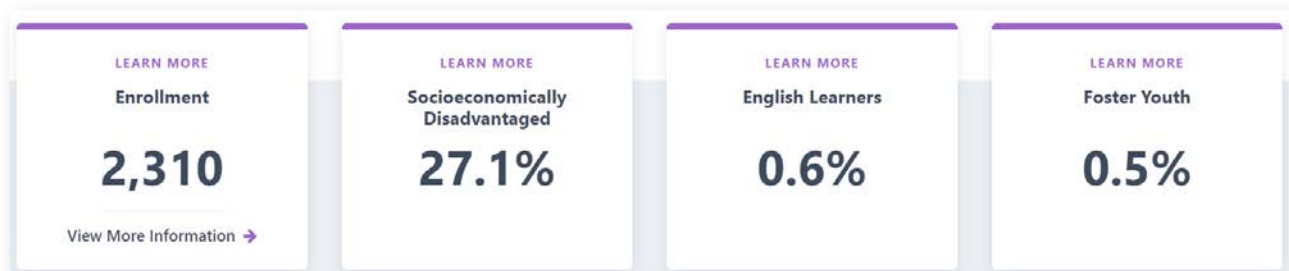 LEARN MORE
Enrollment
2,310
View More Information
LEARN MORE
Socioeconomically
Disadvantaged
27.1%
LEARN MORE
English Learners
0.6%
LEARN MORE
Foster Youth
0.5%